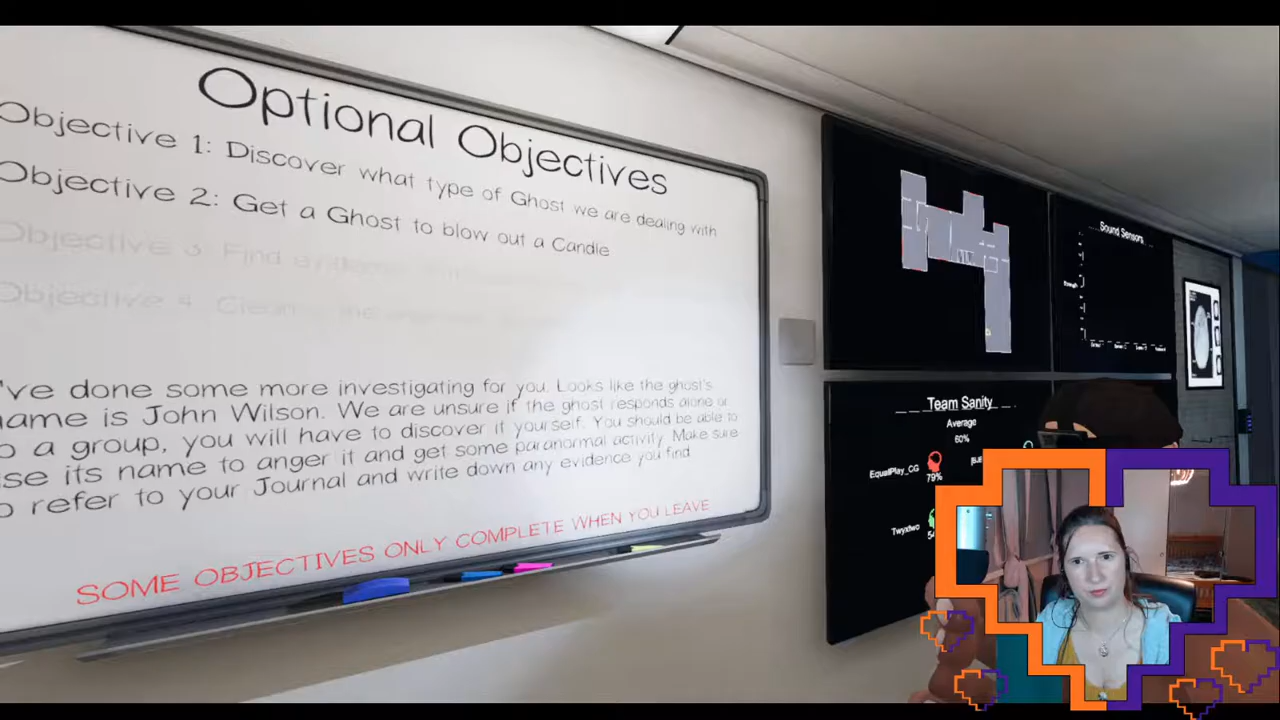 Optional Objectives
Objective 1: Discover what type of Ghost we are dealing with
Objective 2: Get a Ghost to blow out a Candle
Objective 3: Find
Objective 4:
've done some more investigating for you. Looks like the ghost's
name is John Wilson. We are unsure if the ghost responds alone or
o a group, you will have to discover it yourself. You should be able to
se its name to anger it and get some paranormal activity. Make sure
o refer to your Journal and write down any evidence you find
SOME OBJECTIVES ONLY COMPLETE WHEN YOU LEAVE
Sound Sensors
Team Sanity
Average
60%
EqualPlay_CG
79%
Twyxtwo